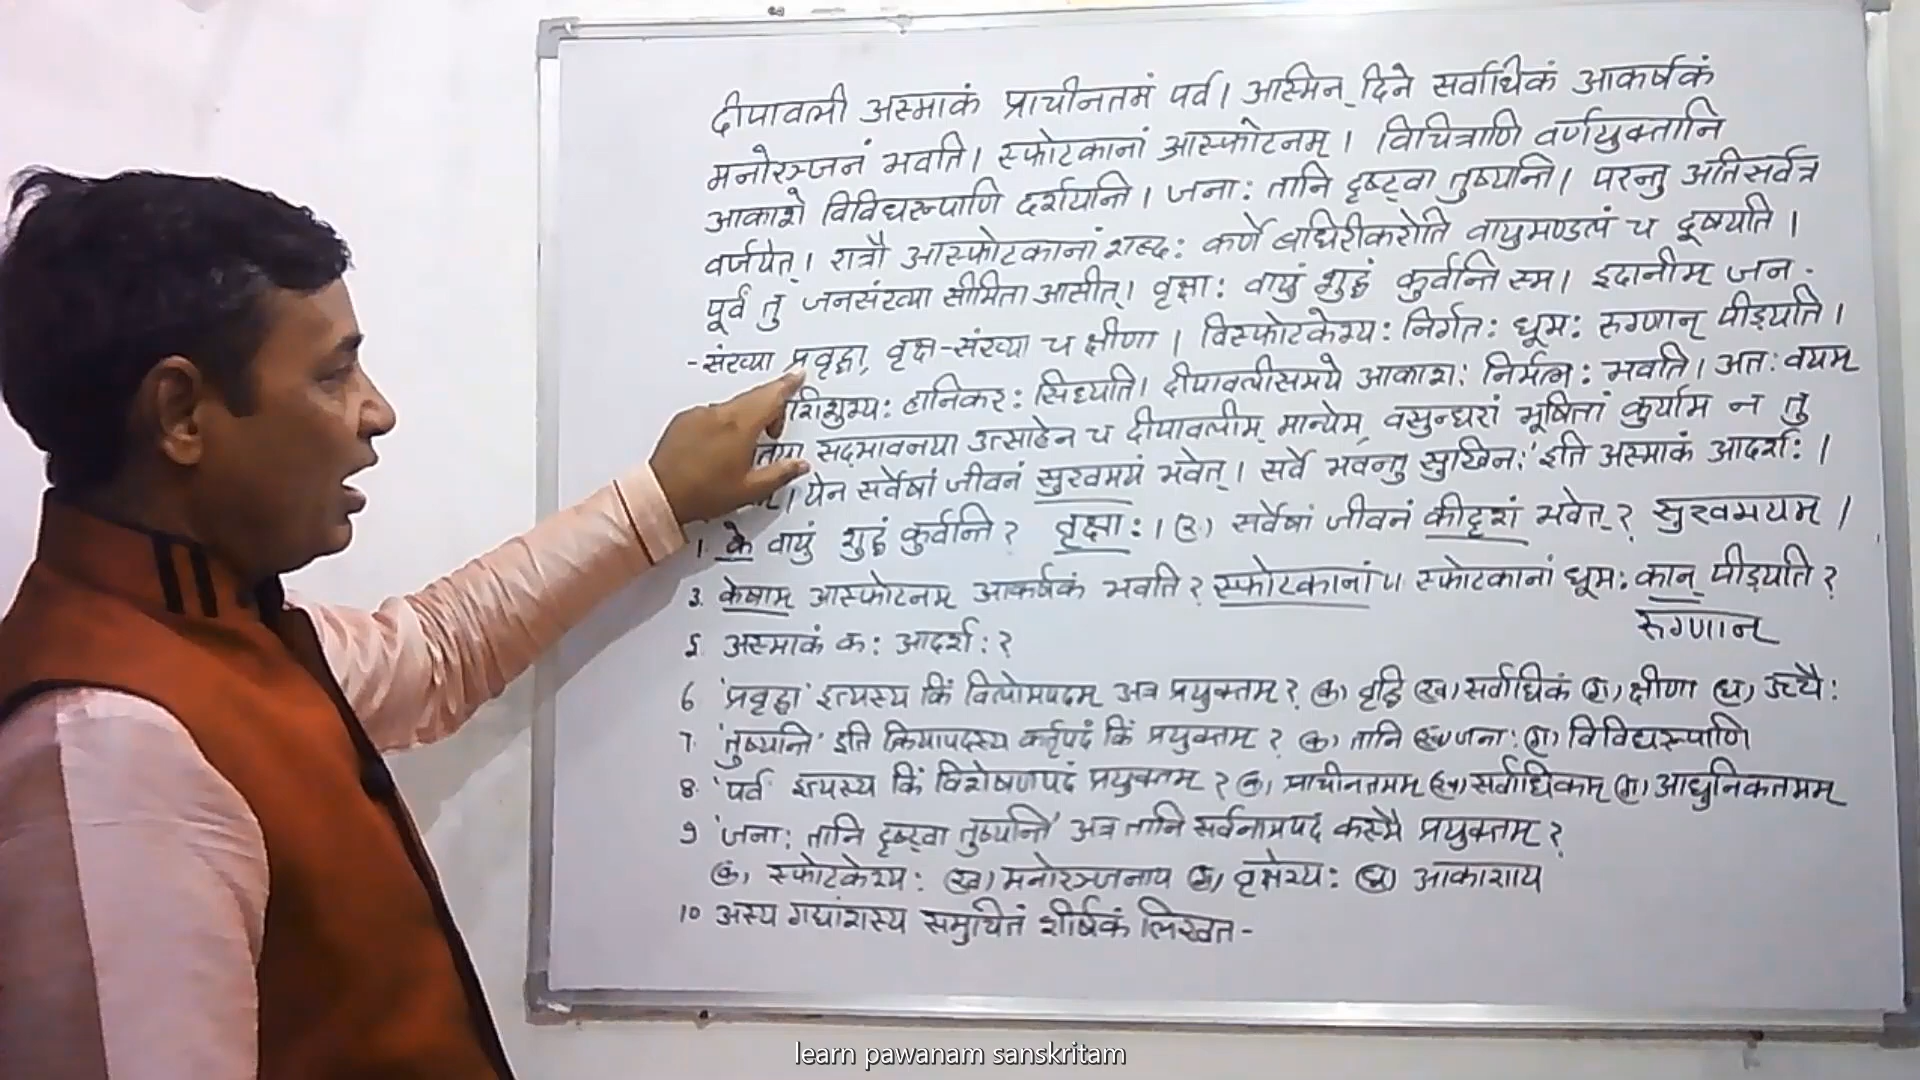 दीपावली अस्माकं प्राचीनतमं पर्व। अस्मिन् दिने सर्वाधिकं आकर्षकं
मनोरञ्जनं भवति। स्फोटकानां आस्फोटनम्। विचित्राणि वर्णयुक्तानि
आकाशे विविधरूपाणि दर्शयन्ति। जनाः तानि दृष्ट्वा तुष्यन्ति। परन्तु अति सर्वत्र
वर्जयेत्। रात्रौ आस्फोटकानां शब्दः कर्णे बधिरीकरोति वायुमण्डलं च दूषयति।
पूर्वं तु जनसंख्या सीमिता आसीत्। वृक्षाः वायुं शुद्धं कुर्वन्ति स्म। इदानीम् जन-
-संख्या प्रवृद्धा, वृक्ष-संख्या च क्षीणा। विस्फोटकेभ्यः निर्गतः धूमः रुग्णान् पीड्यति।
हानिकरः सिध्यति। दीपावलीसमये आकाशः निर्मलः भवति। अतः वयम्
सद्भावनया उत्साहेन च दीपावलीम् मान्येम, वसुन्धरां भूषितां कुर्याम न तु
येन सर्वेषां जीवनं सुखमयं भवेत्। सर्वे भवन्तु सुखिनः' इति अस्माकं आदर्शः।
1. के वायुं शुद्धं कुर्वन्ति? वृक्षाः। (2) सर्वेषां जीवनं कीदृशं भवेत्? सुखमयम्।
3. केषाम् आस्फोटनम् आकर्षकं भवति? स्फोटकानां 4। स्फोटकानां धूमः कान् पीड्यति?
रुग्णान्
5. अस्माकं कः आदर्शः?
6 'प्रवृद्धा' इत्यस्य किं विलोमपदम् अत्र प्रयुक्तम्? (क) वृद्धि (ख) सर्वाधिकं (ग) क्षीणा (घ) उच्चैः
7. 'तुष्यन्ति' इति क्रियापदस्य कर्तृपदं किं प्रयुक्तम्? (क) तानि (ख) जनाः (ग) विविधरूपाणि
8. 'पर्व' इत्यस्य किं विशेषणपदं प्रयुक्तम्? (क) प्राचीनतमम् (ख) सर्वाधिकम् (ग) आधुनिकतमम्
9 'जनाः तानि दृष्ट्वा तुष्यन्ति' अत्र तानि सर्वनामपदं कस्मै प्रयुक्तम्?
(क) स्फोटकेभ्यः (ख) मनोरञ्जनाय (ग) वृक्षेभ्यः (घ) आकाशाय
10 अस्य गद्यांशस्य समुचितं शीर्षकं लिखत-
learn pawanam sanskritam